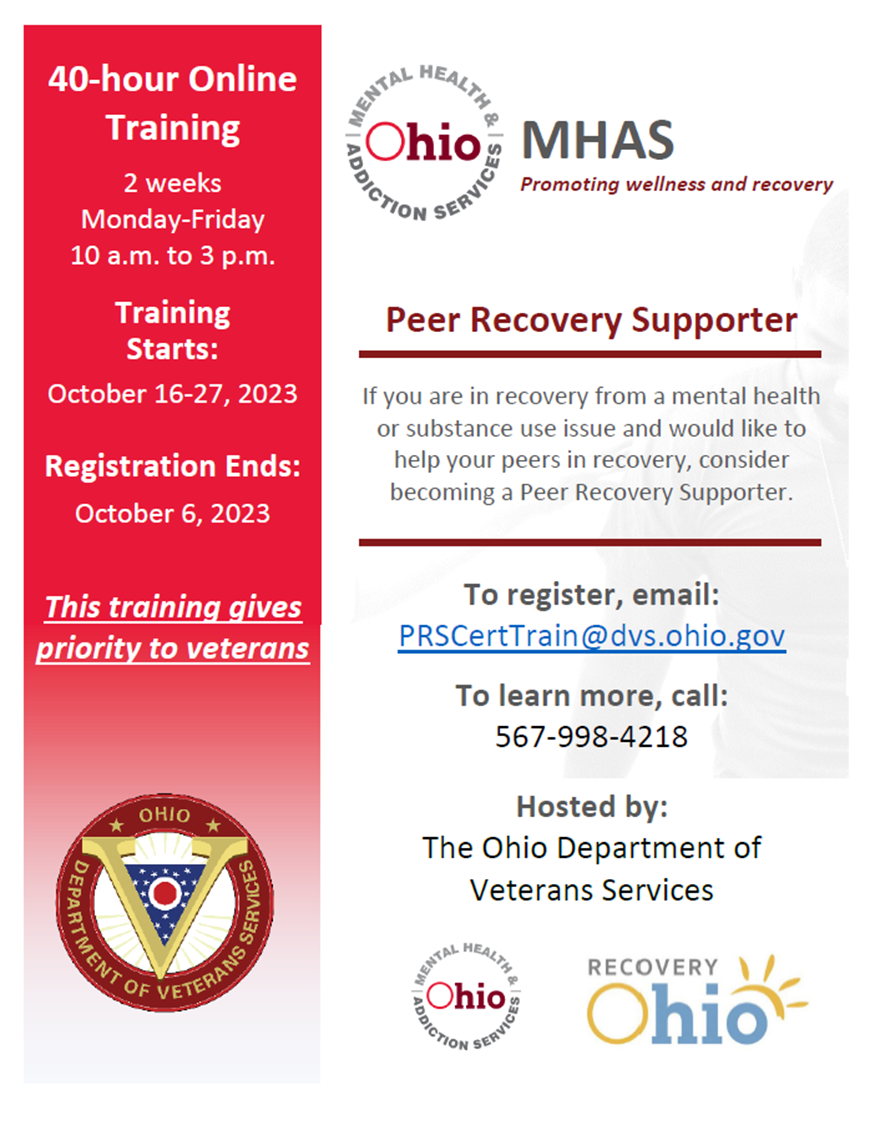 40-hour Online
Training
2 weeks
Monday-Friday
10 a.m. to 3 p.m.
Training
Starts:
October 16-27, 2023
Registration Ends:
October 6, 2023
This training gives
priority to veterans
OHIO
DEPARTMENT OF VETERANS SERVICES
MENTAL HEALTH &
Ohio
ADDICTION SERVICES
MHAS
Promoting wellness and recovery
Peer Recovery Supporter
If you are in recovery from a mental health
or substance use issue and would like to
help your peers in recovery, consider
becoming a Peer Recovery Supporter.
To register, email:
PRSCertTrain@dvs.ohio.gov
To learn more, call:
567-998-4218
Hosted by:
The Ohio Department of
Veterans Services
MENTAL HEALTH &
Ohio
ADDICTION SERVICES
RECOVERY
Ohio